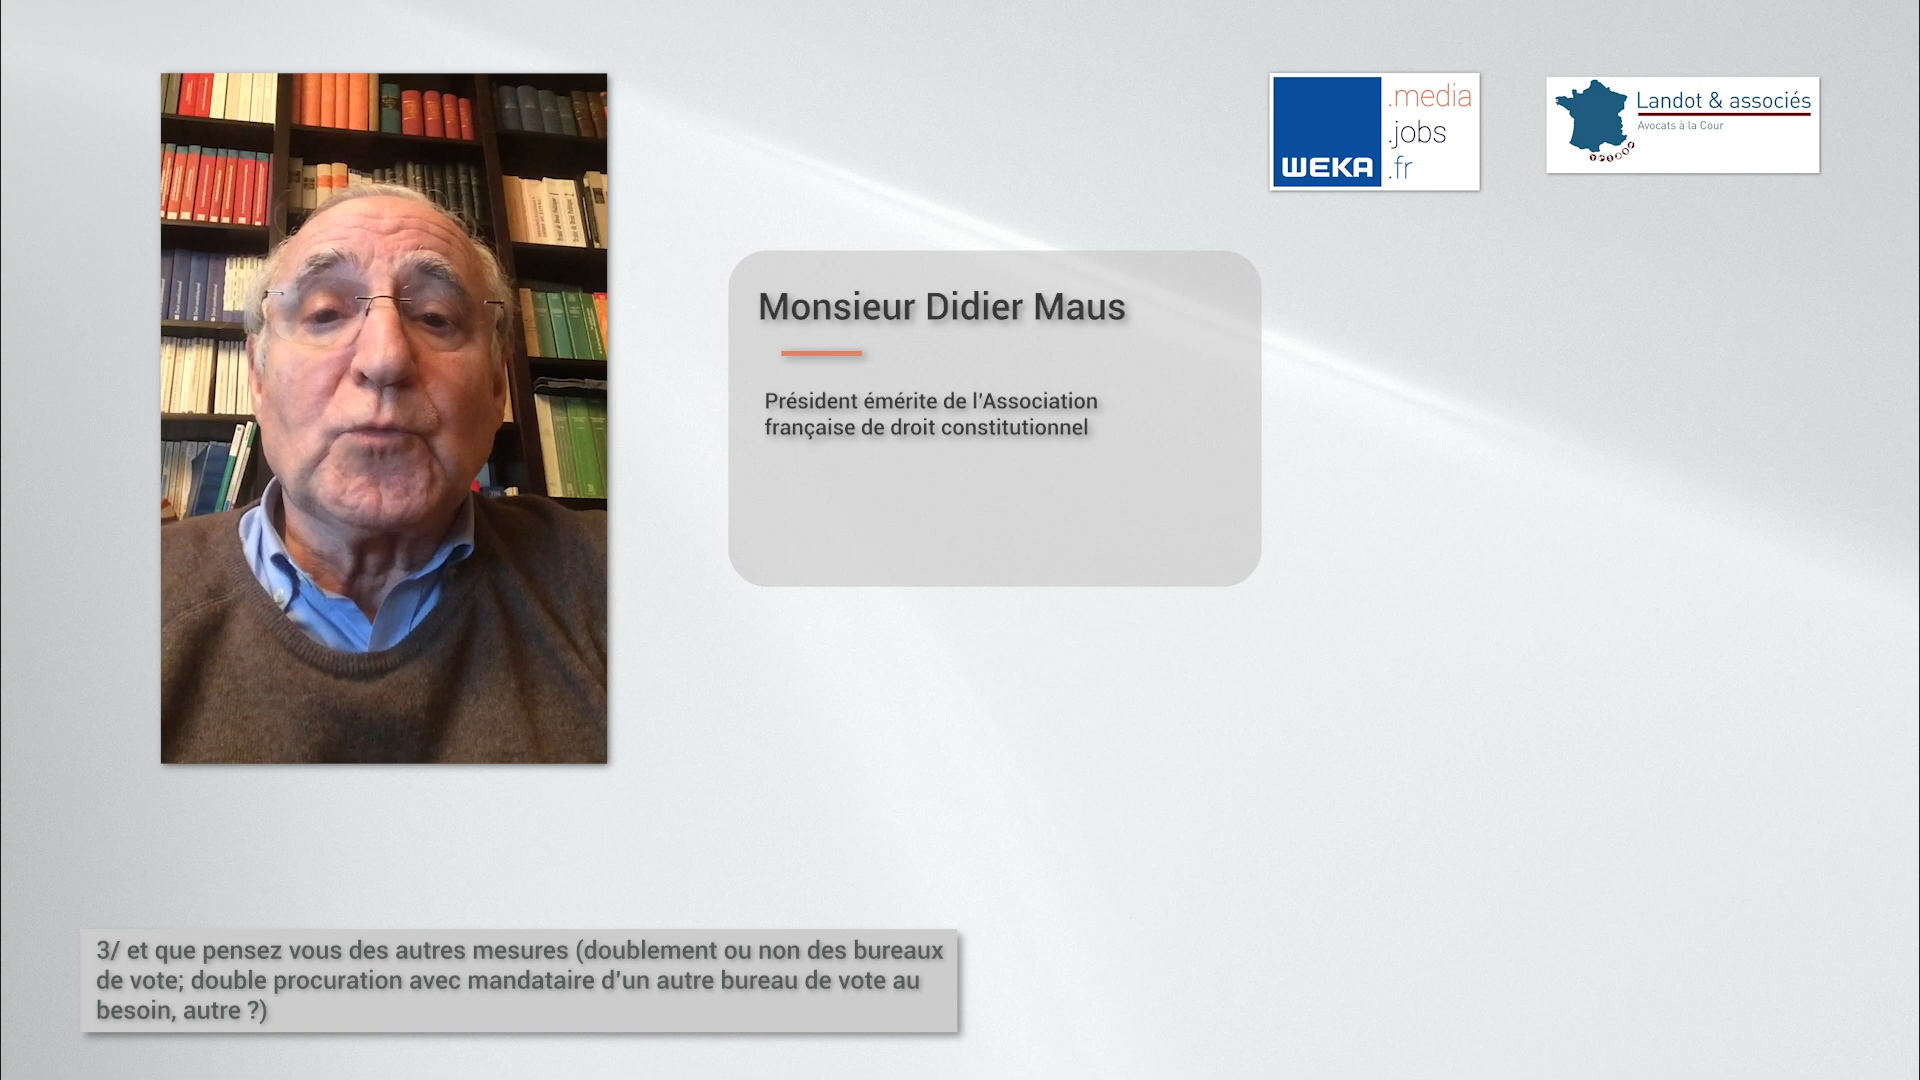 WEKA
.media
.jobs
.fr
Landot & associés
Avocats à la Cour
Monsieur Didier Maus
Président émérite de l'Association
française de droit constitutionnel
3/ et que pensez vous des autres mesures (doublement ou non des bureaux
de vote; double procuration avec mandataire d'un autre bureau de vote au
besoin, autre ?)